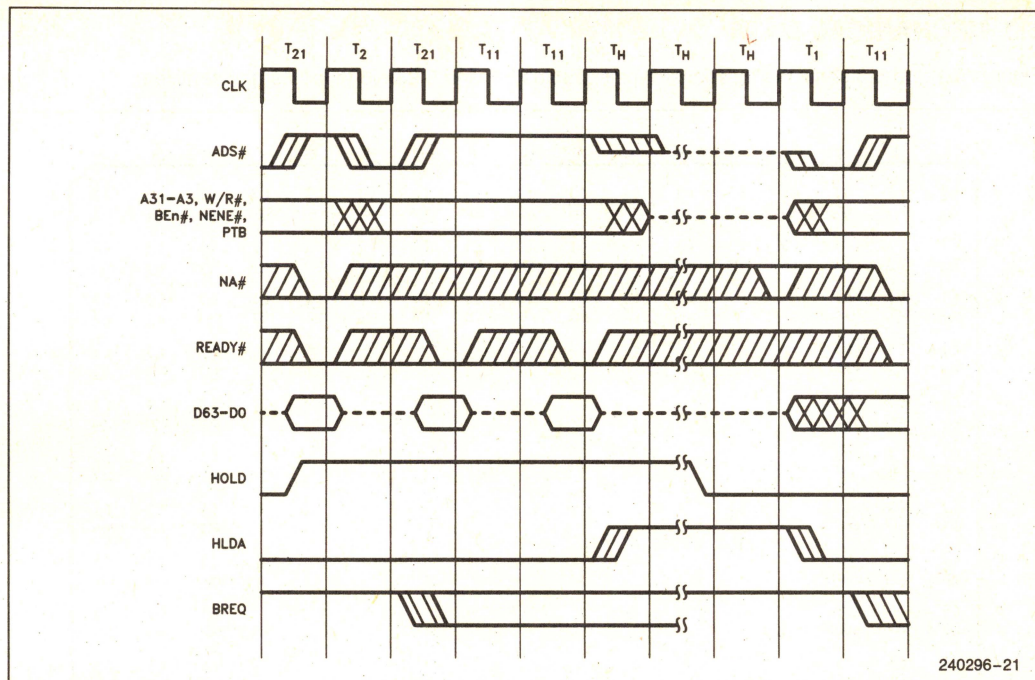 T21 T2 T21 T11 T11 TH TH TH T1 T11
CLK
ADS#
A31–A3, W/R#,
BEn#, NENE#,
PTB
NA#
READY#
D63–D0
HOLD
HLDA
BREQ
240296–21